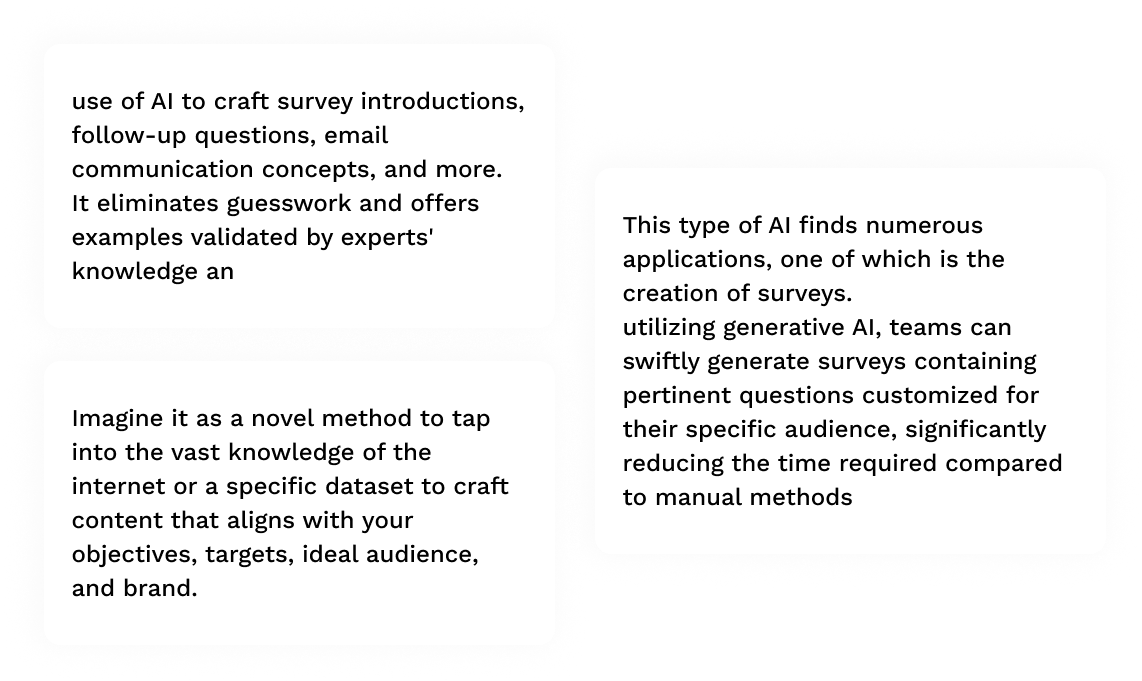 use of AI to craft survey introductions,
follow-up questions, email
communication concepts, and more.
It eliminates guesswork and offers
examples validated by experts'
knowledge an
Imagine it as a novel method to tap
into the vast knowledge of the
internet or a specific dataset to craft
content that aligns with your
objectives, targets, ideal audience,
and brand.
This type of AI finds numerous
applications, one of which is the
creation of surveys.
utilizing generative AI, teams can
swiftly generate surveys containing
pertinent questions customized for
their specific audience, significantly
reducing the time required compared
to manual methods